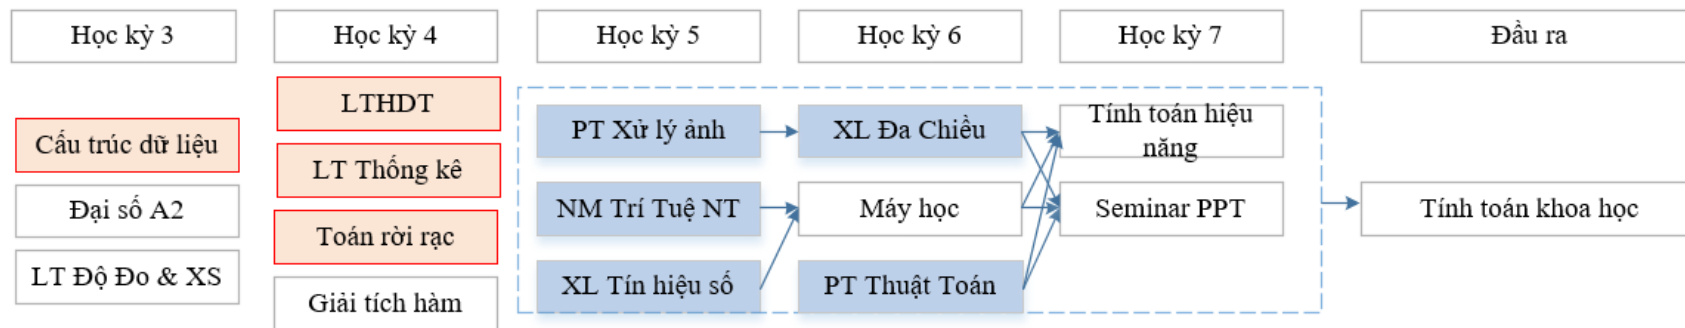 Học kỳ 3
Học kỳ 4
Học kỳ 5
Học kỳ 6
Học kỳ 7
Đầu ra
Cấu trúc dữ liệu
Đại số A2
LT Độ Đo & XS
LTHDT
LT Thống kê
Toán rời rạc
Giải tích hàm
PT Xử lý ảnh
NM Trí Tuệ NT
XL Tín hiệu số
XL Đa Chiều
Máy học
PT Thuật Toán
Tính toán hiệu
năng
Seminar PPT
Tính toán khoa học